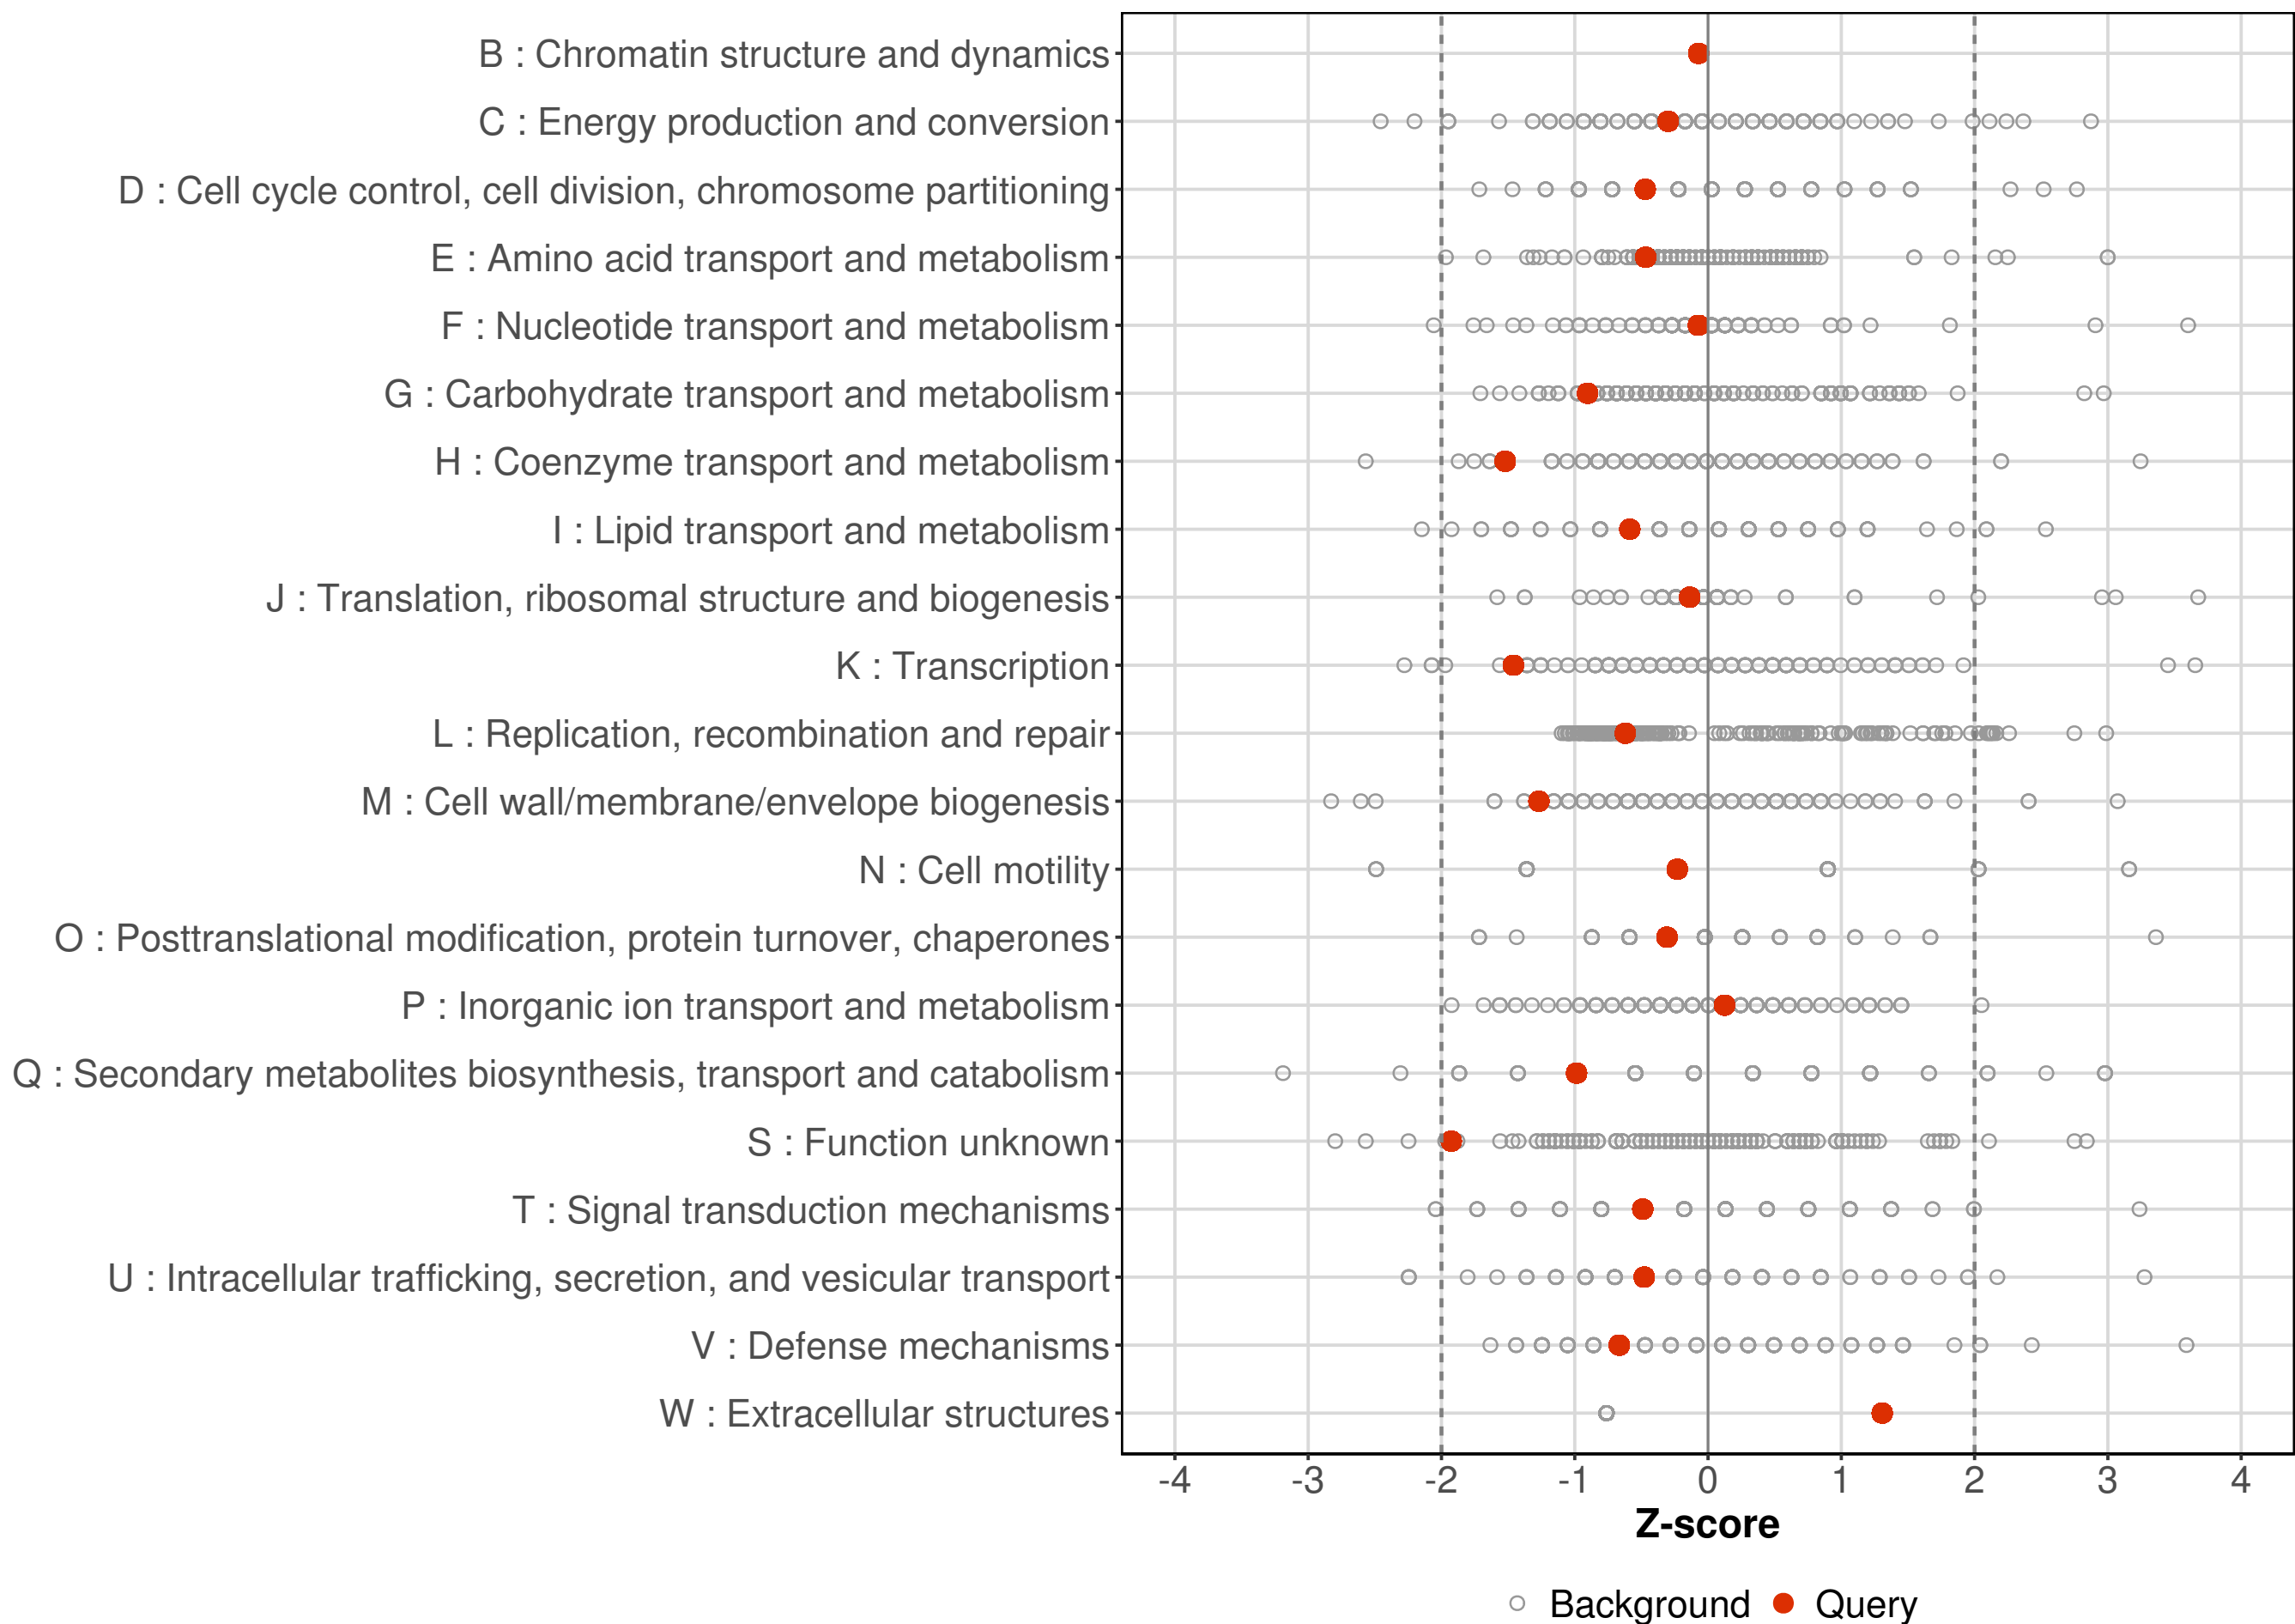 B : Chromatin structure and dynamics
C : Energy production and conversion
D : Cell cycle control, cell division, chromosome partitioning
E : Amino acid transport and metabolism
F : Nucleotide transport and metabolism
G : Carbohydrate transport and metabolism
H : Coenzyme transport and metabolism
I : Lipid transport and metabolism
J : Translation, ribosomal structure and biogenesis
K : Transcription
L : Replication, recombination and repair
M : Cell wall/membrane/envelope biogenesis
N : Cell motility
O : Posttranslational modification, protein turnover, chaperones
P : Inorganic ion transport and metabolism
Q : Secondary metabolites biosynthesis, transport and catabolism
S : Function unknown
T : Signal transduction mechanisms
U : Intracellular trafficking, secretion, and vesicular transport
V : Defense mechanisms
W : Extracellular structures
-4 -3 -2 -1 0 1 2 3 4
Z-score
Background Query